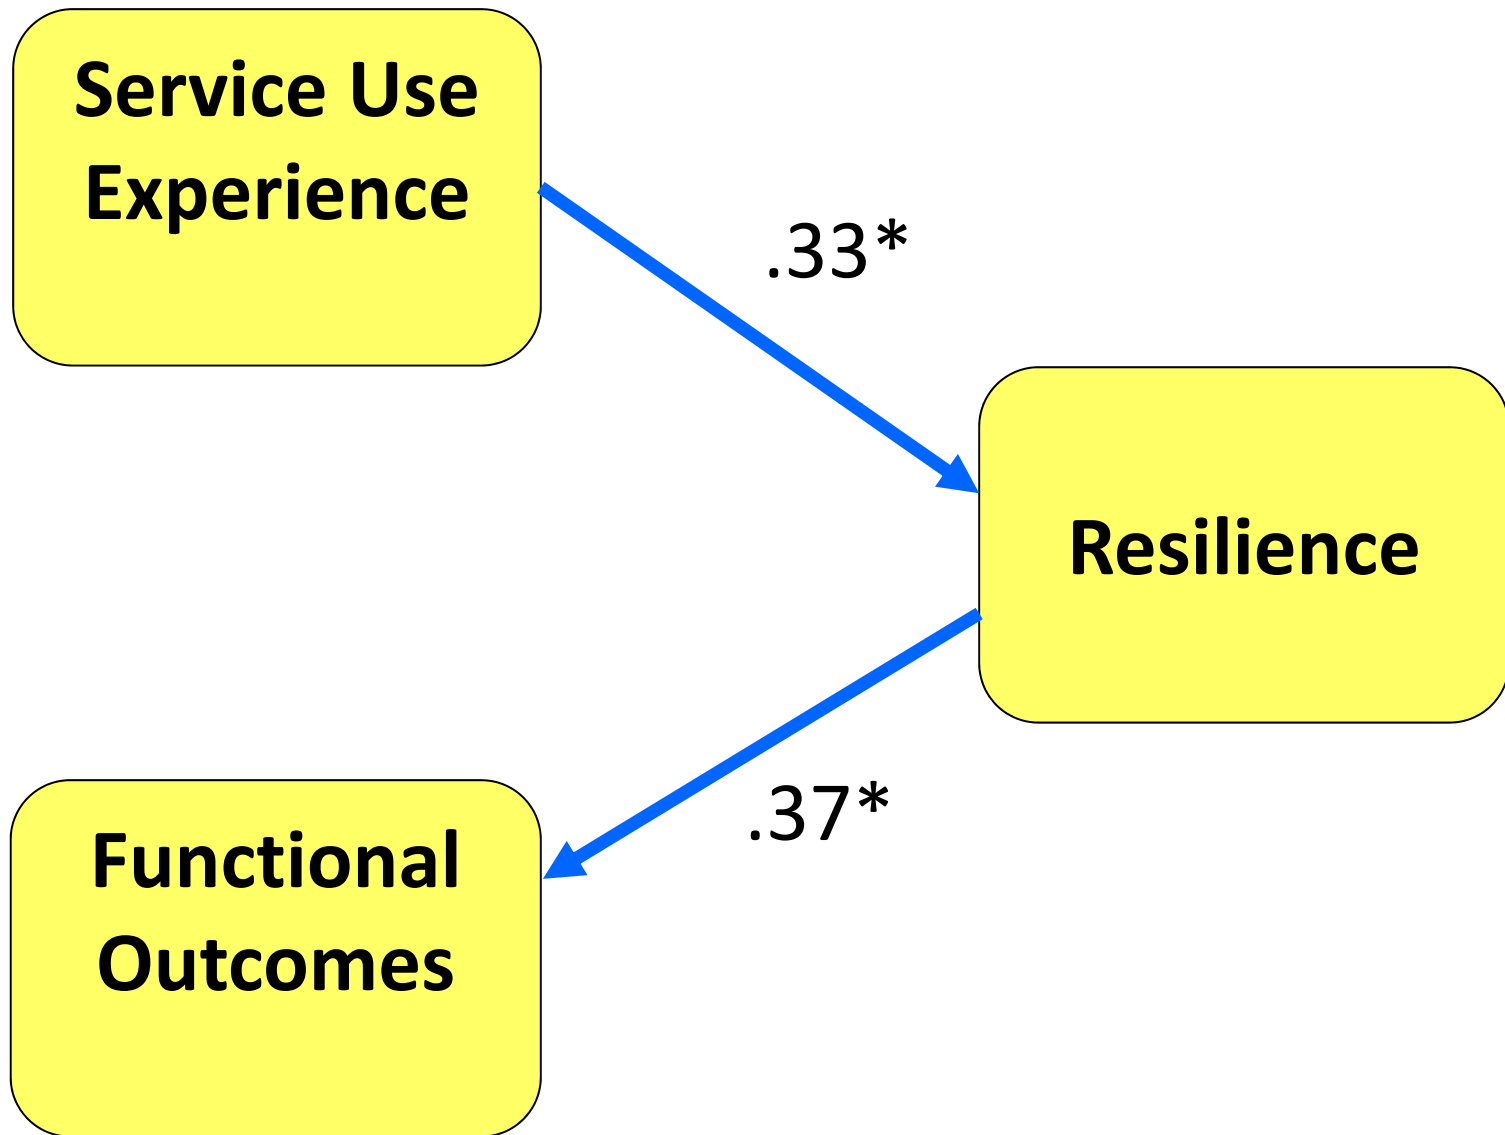 Service Use
Experience
.33*
Resilience
.37*
Functional
Outcomes